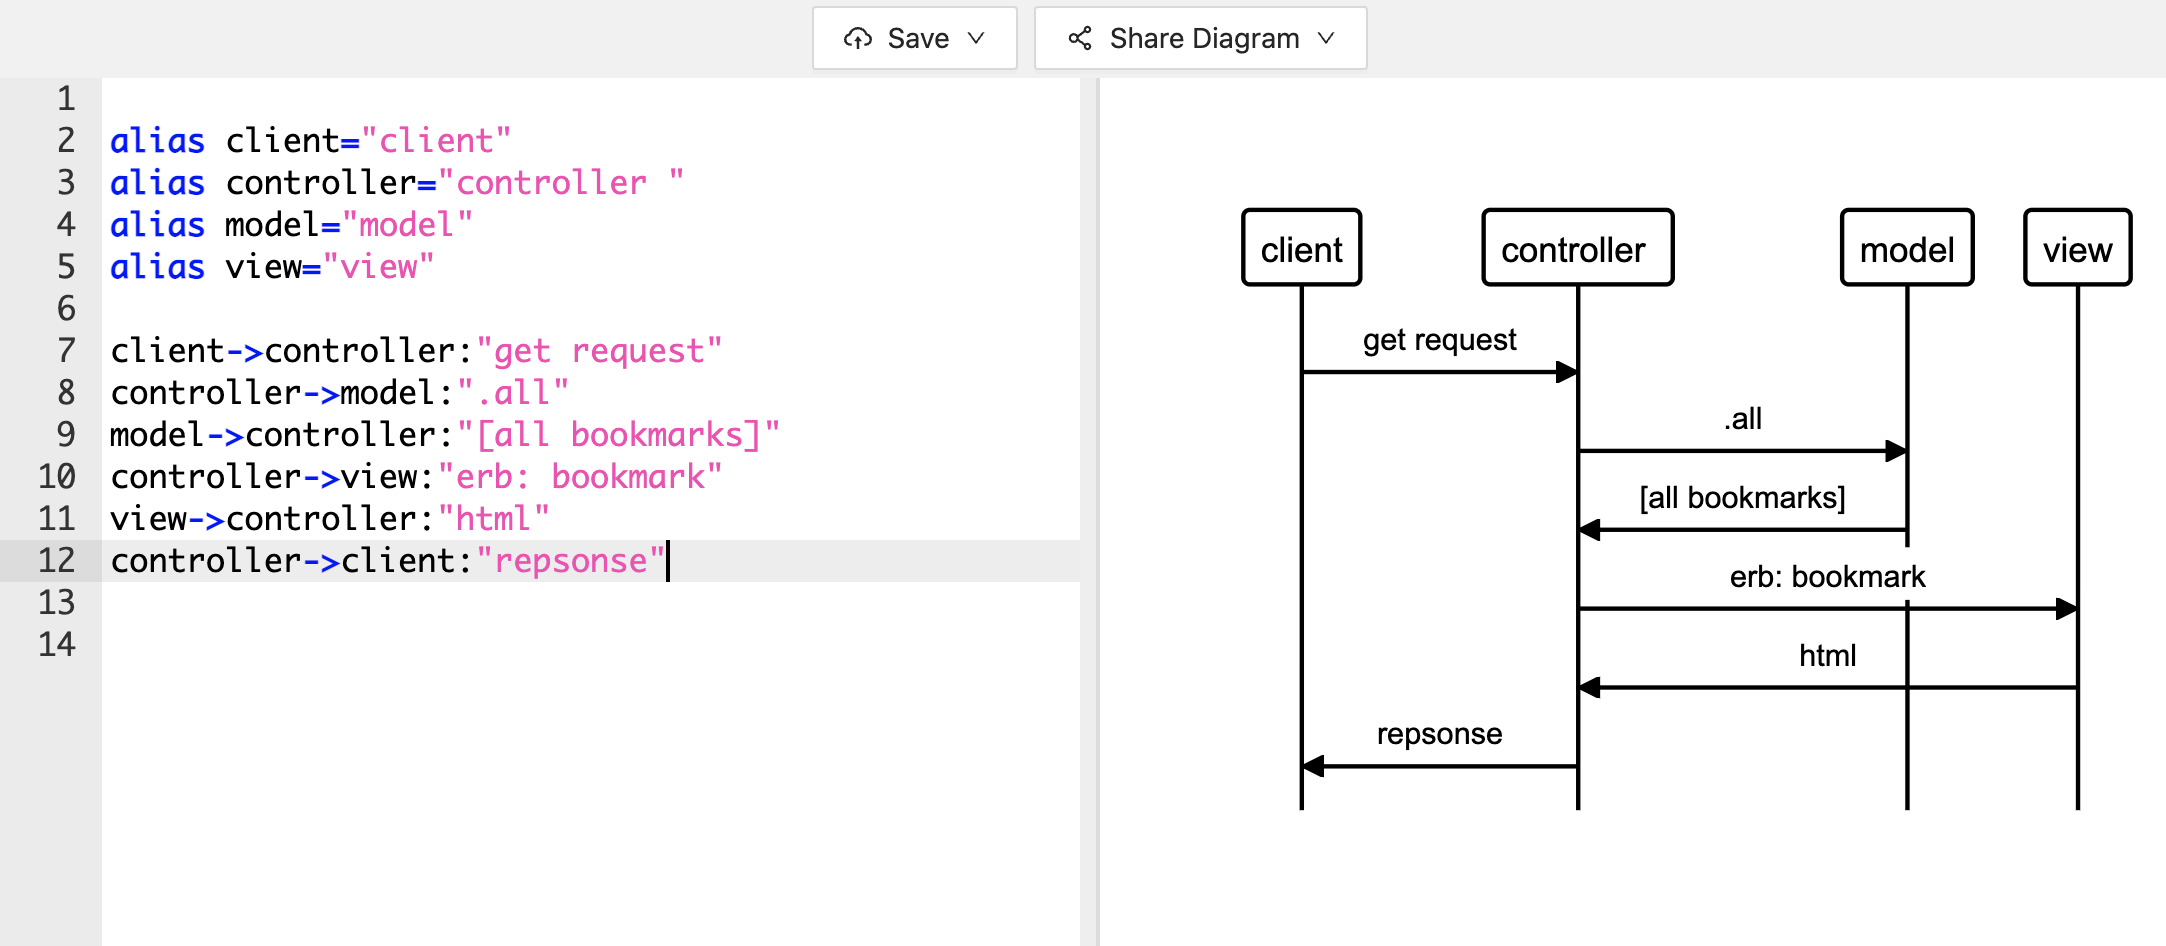 Save
Share Diagram
1
2 alias client="client"
3 alias controller="controller "
4 alias model="model"
5 alias view="view"
6
7 client->controller:"get request"
8 controller->model:".all"
9 model->controller:"[all bookmarks]"
10 controller->view:"erb: bookmark"
11 view->controller:"html"
12 controller->client:"repsonse"
13
14
client controller model view
get request
.all
[all bookmarks]
erb: bookmark
html
repsonse